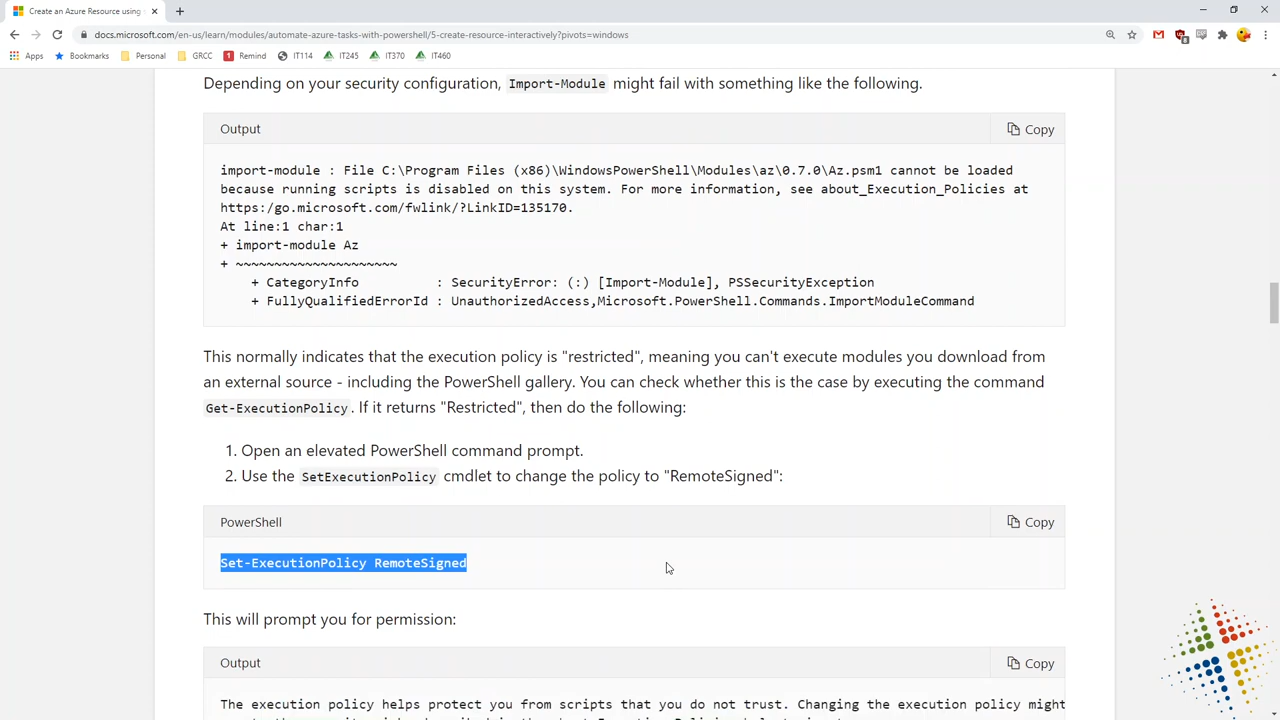 Create an Azure Resource using s
docs.microsoft.com/en-us/learn/modules/automate-azure-tasks-with-powershell/5-create-resource-interactively?pivots=windows
Apps Bookmarks Personal GRCC Remind IT114 IT245 IT370 IT460
Depending on your security configuration, Import-Module might fail with something like the following.
Output Copy
import-module : File C:\Program Files (x86)\WindowsPowerShell\Modules\az\0.7.0\Az.psm1 cannot be loaded
because running scripts is disabled on this system. For more information, see about_Execution_Policies at
https:/go.microsoft.com/fwlink/?LinkID=135170.
At line:1 char:1
+ import-module Az
+ ~~~~~~~~~~~~~~~~~~~~~
+ CategoryInfo : SecurityError: (:) [Import-Module], PSSecurityException
+ FullyQualifiedErrorId : UnauthorizedAccess,Microsoft.PowerShell.Commands.ImportModuleCommand
This normally indicates that the execution policy is "restricted", meaning you can't execute modules you download from
an external source - including the PowerShell gallery. You can check whether this is the case by executing the command
Get-ExecutionPolicy. If it returns "Restricted", then do the following:
1. Open an elevated PowerShell command prompt.
2. Use the SetExecutionPolicy cmdlet to change the policy to "RemoteSigned":
PowerShell Copy
Set-ExecutionPolicy RemoteSigned
This will prompt you for permission:
Output Copy
The execution policy helps protect you from scripts that you do not trust. Changing the execution policy might